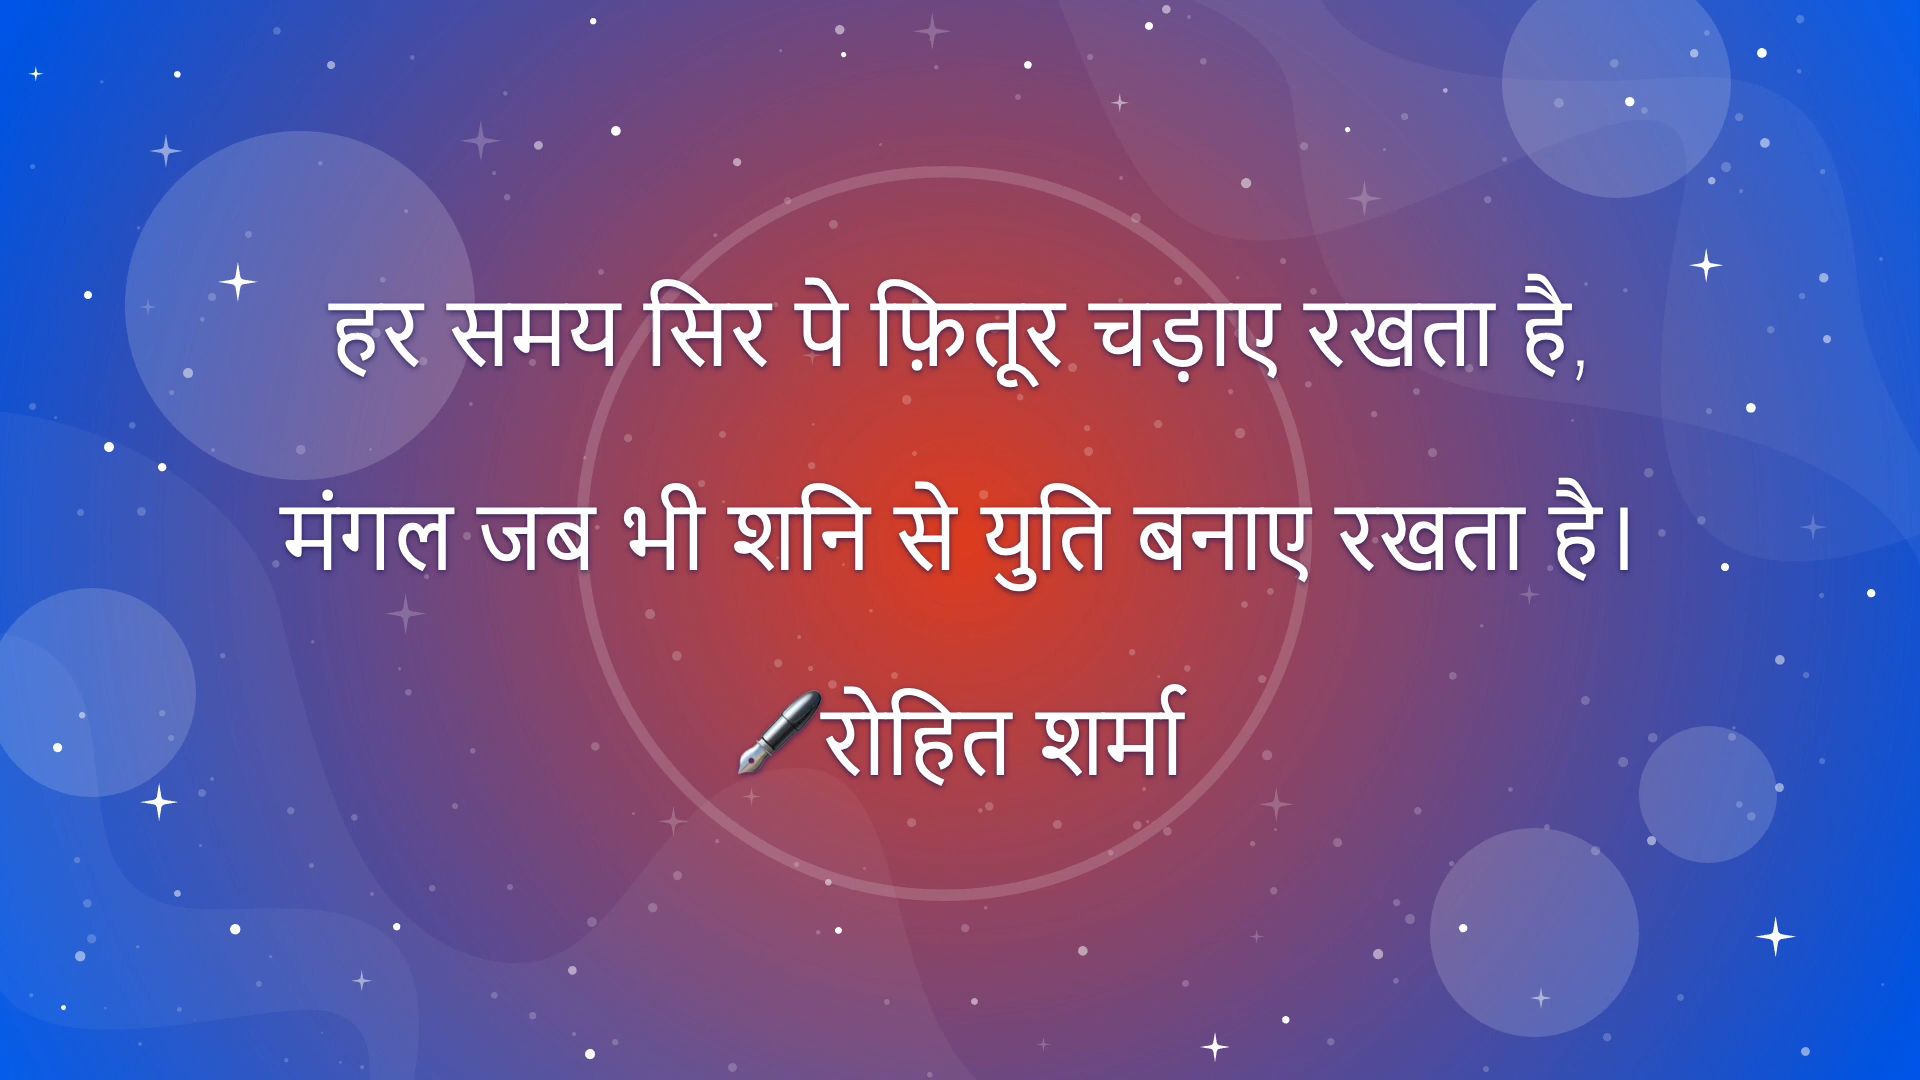 हर समय सिर पे फ़ितूर चड़ाए रखता है,
मंगल जब भी शनि से युति बनाए रखता है।
🖋️रोहित शर्मा